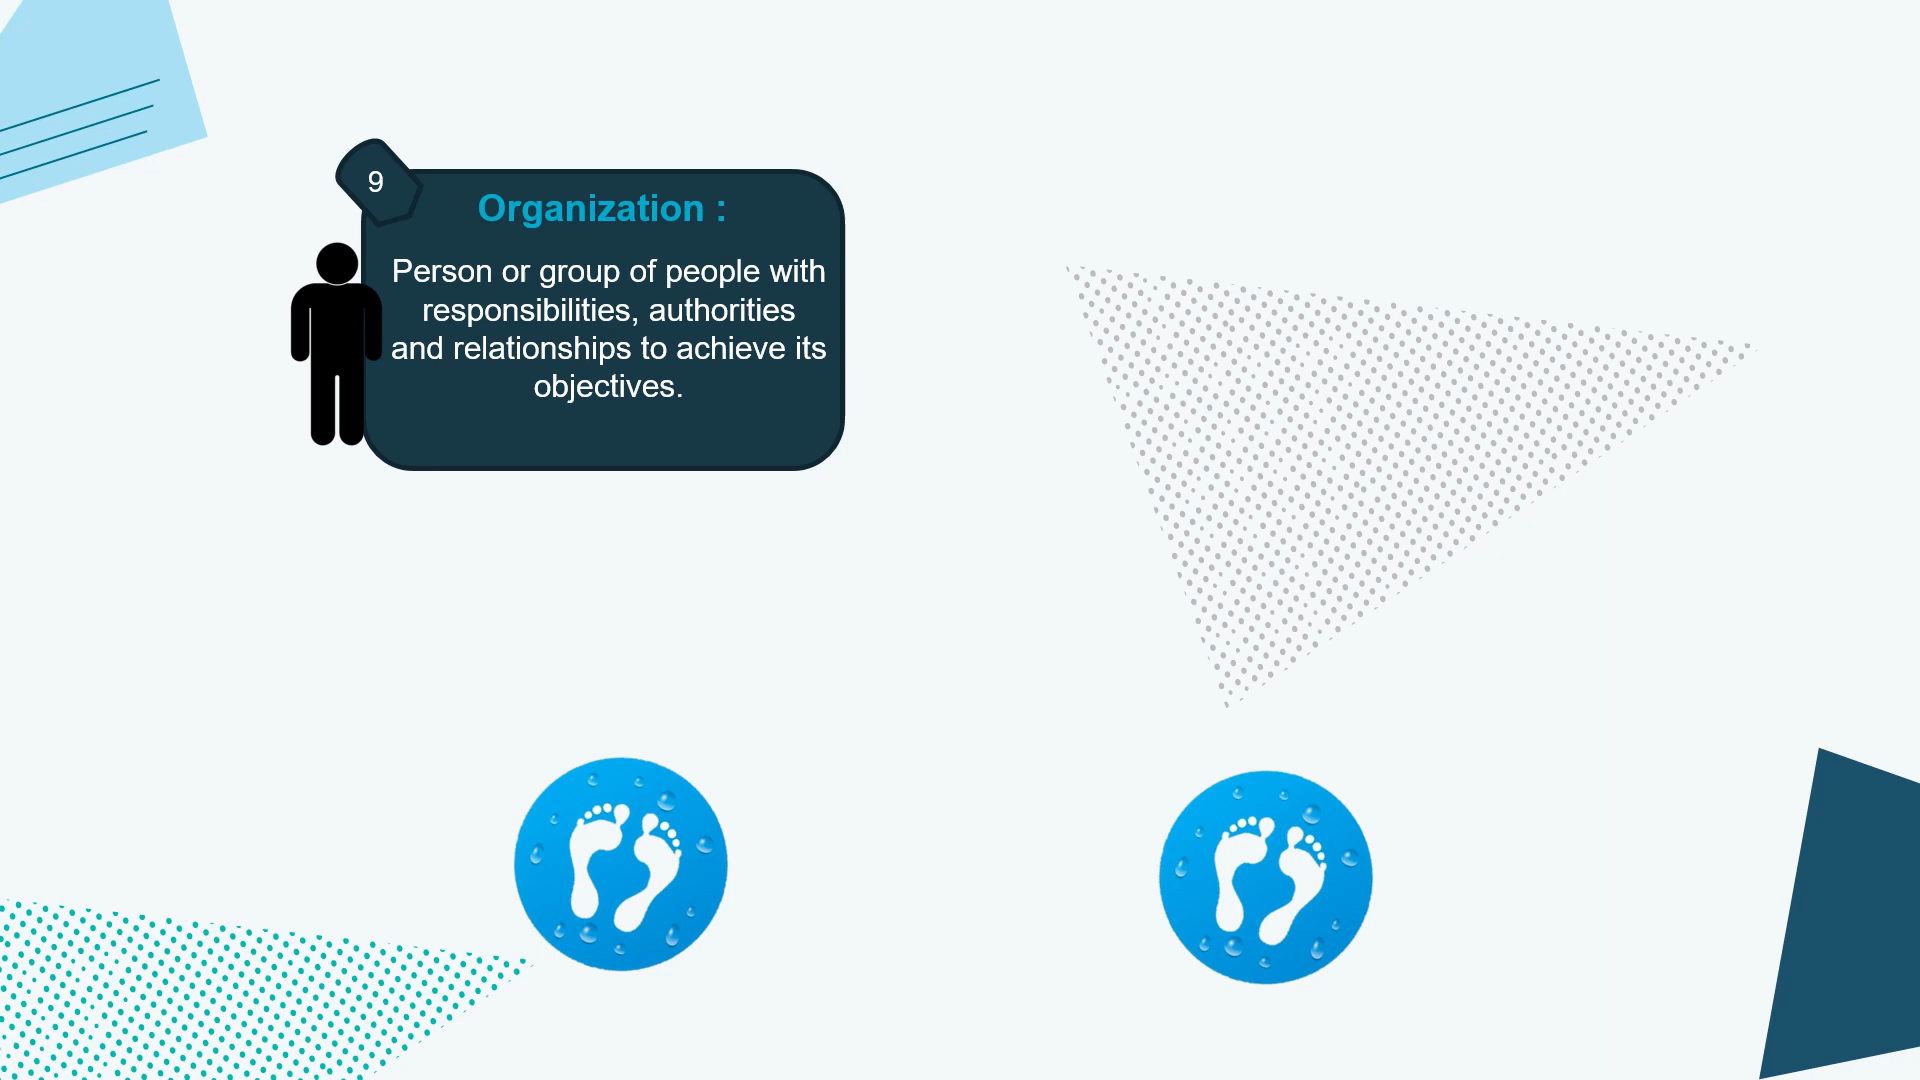 9
Organization :
Person or group of people with
responsibilities, authorities
and relationships to achieve its
objectives.